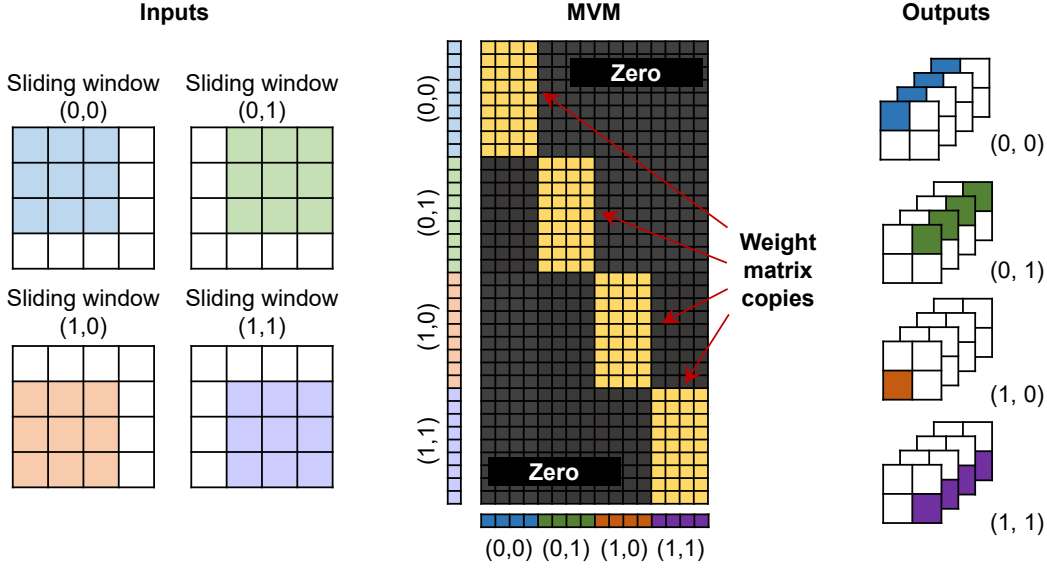 Inputs
MVM
Outputs
Sliding window
(0,0)
Sliding window
(0,1)
Sliding window
(1,0)
Sliding window
(1,1)
(0,0)
(0,1)
(1,0)
(1,1)
Zero
Zero
Weight
matrix
copies
(0,0)
(0,1)
(1,0)
(1,1)
(0, 0)
(0, 1)
(1, 0)
(1, 1)